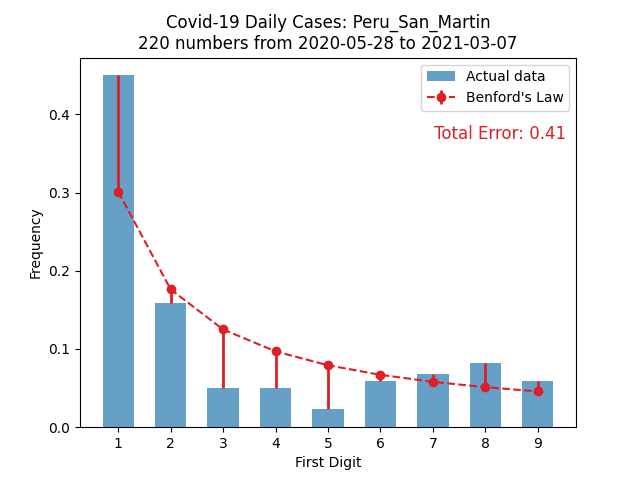 Covid-19 Daily Cases: Peru_San_Martin
220 numbers from 2020-05-28 to 2021-03-07
Actual data
Benford's Law
Total Error: 0.41
Frequency
0.4
0.3
0.2
0.1
0.0
1 2 3 4 5 6 7 8 9
First Digit